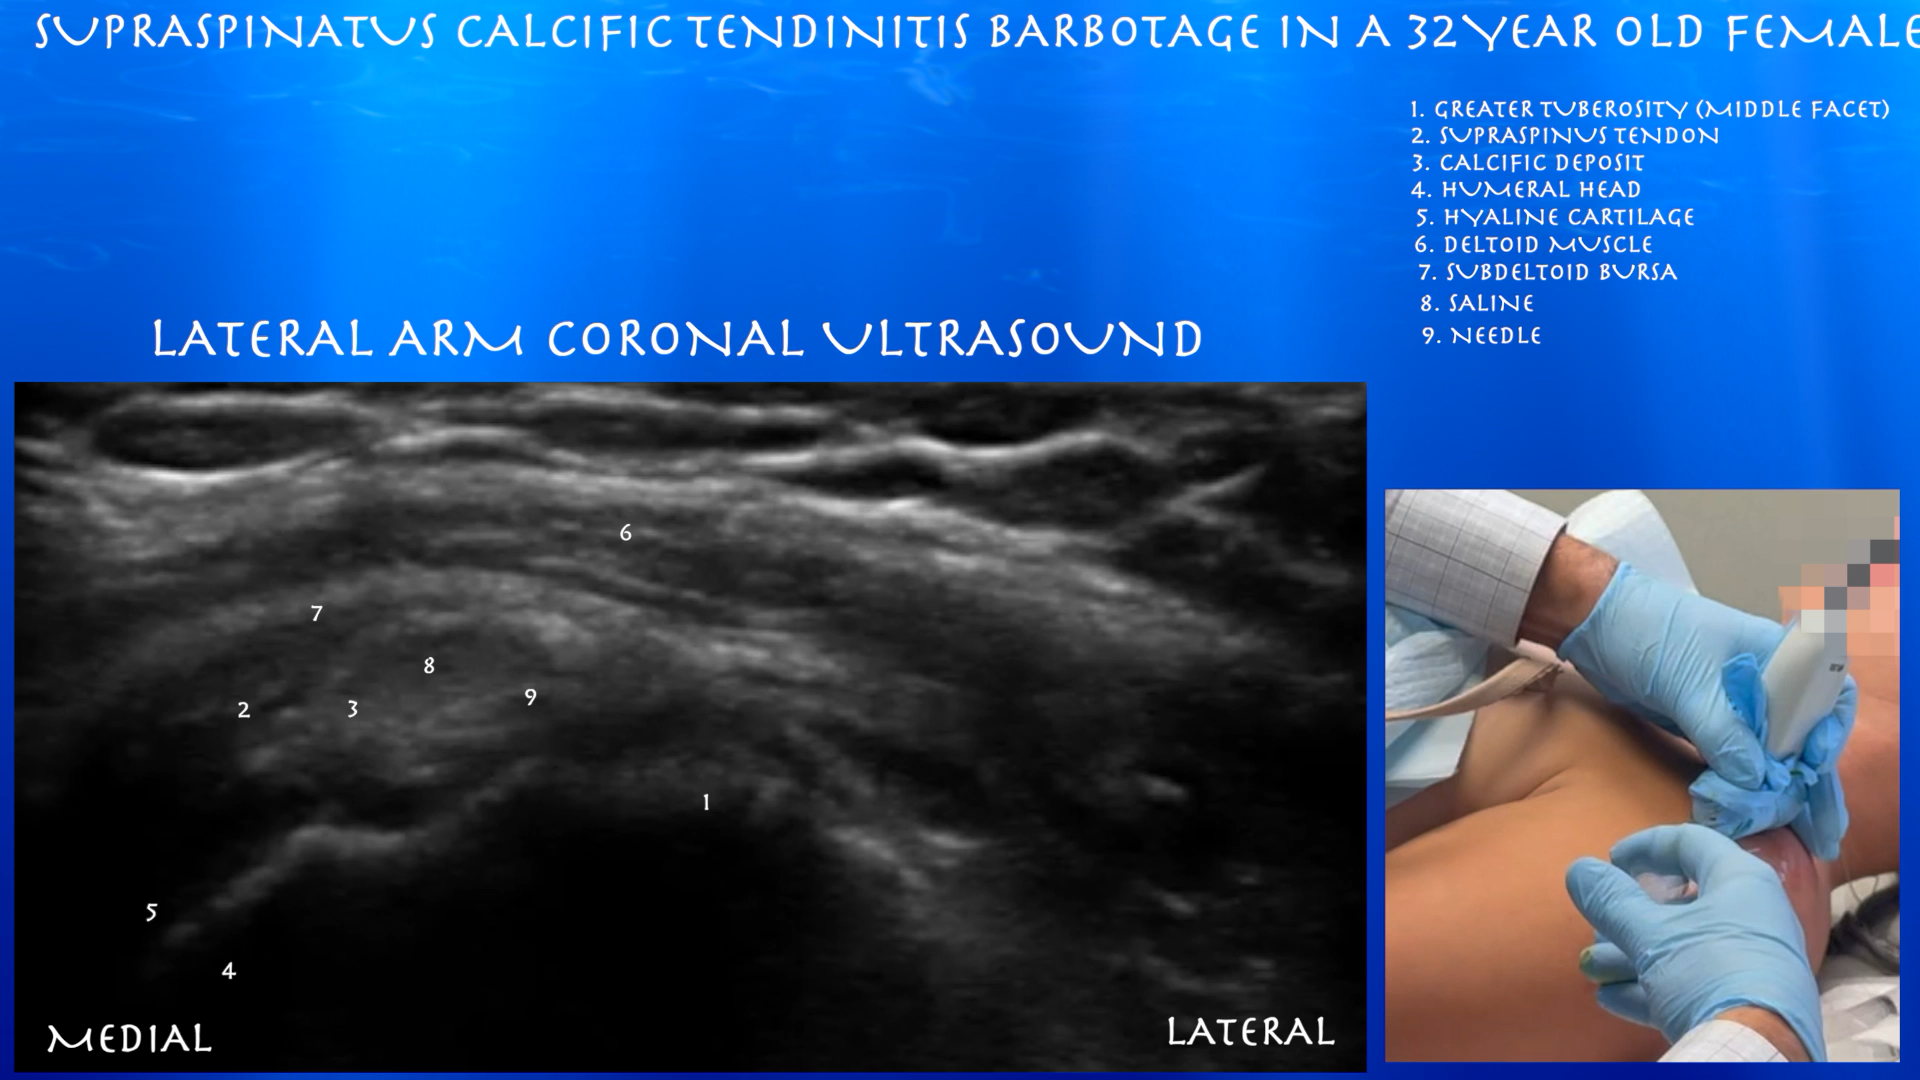 SUPRASPINATUS CALCIFIC TENDINITIS BARBOTAGE IN A 32 YEAR OLD FEMALE
1. GREATER TUBEROSITY (MIDDLE FACET)
2. SUPRASPINUS TENDON
3. CALCIFIC DEPOSIT
4. HUMERAL HEAD
5. HYALINE CARTILAGE
6. DELTOID MUSCLE
7. SUBDELTOID BURSA
8. SALINE
9. NEEDLE
LATERAL ARM CORONAL ULTRASOUND
6
7
8
9
2
3
1
5
4
MEDIAL
LATERAL